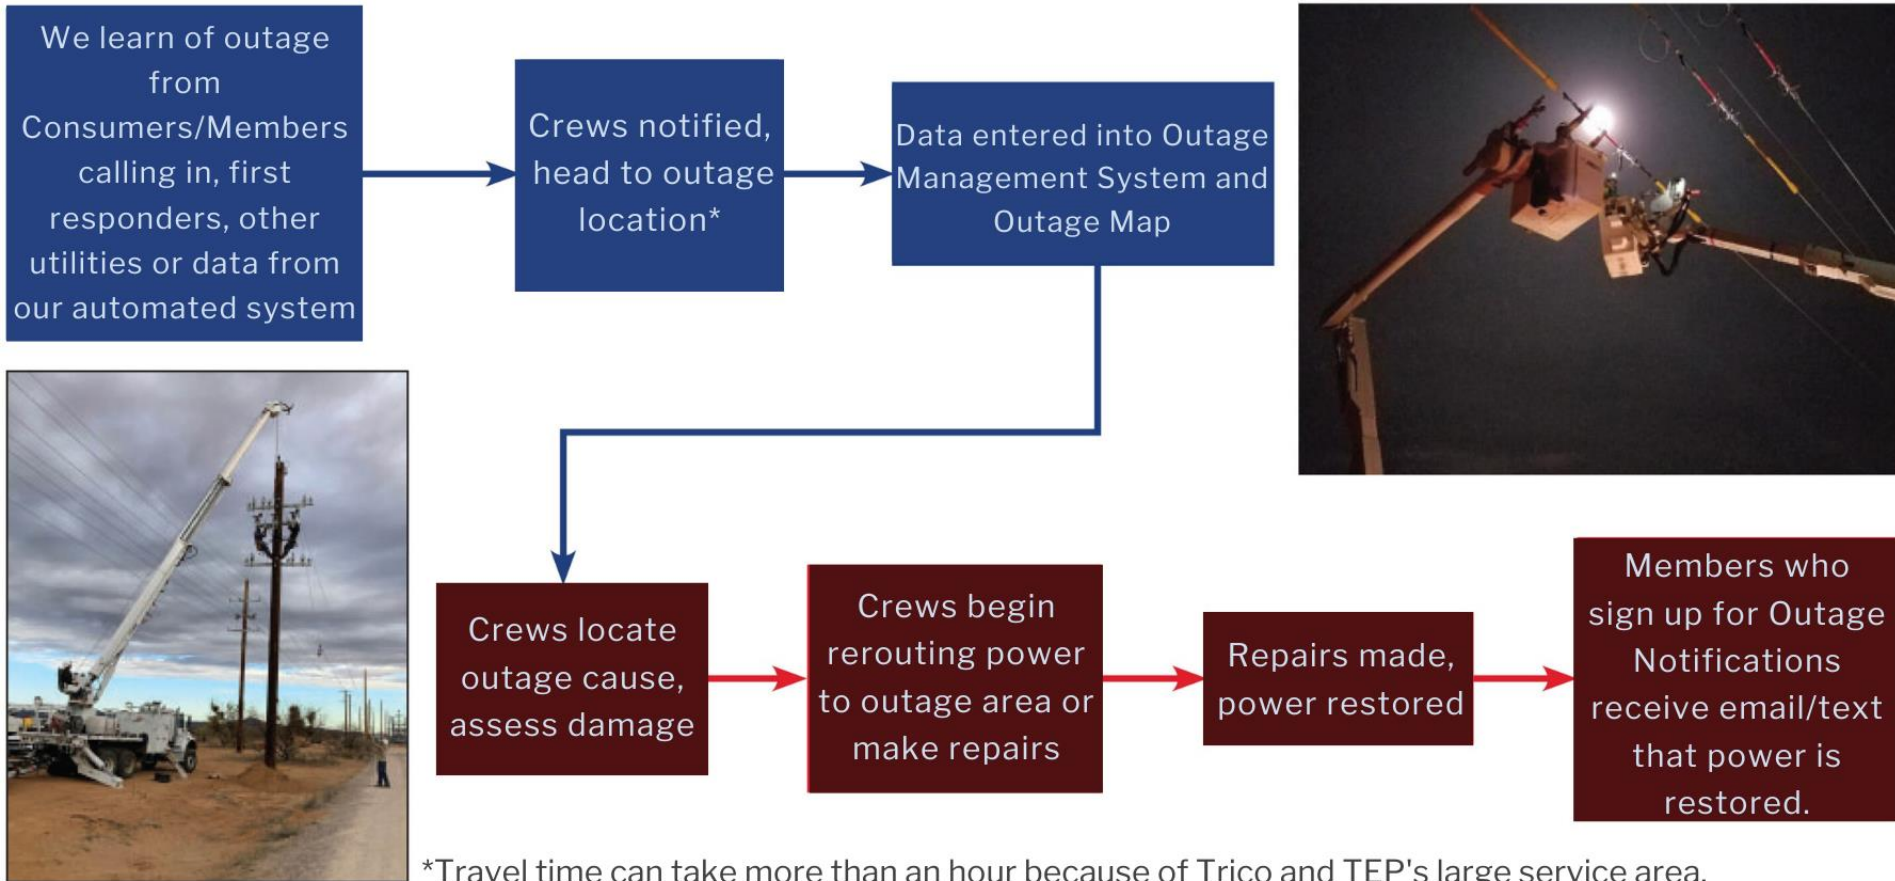 We learn of outage
from
Consumers/Members
calling in, first
responders, other
utilities or data from
our automated system
Crews notified,
head to outage
location*
Data entered into Outage
Management System and
Outage Map
Crews locate
outage cause,
assess damage
Crews begin
rerouting power
to outage area or
make repairs
Repairs made,
power restored
Members who
sign up for Outage
Notifications
receive email/text
that power is
restored.
*Travel time can take more than an hour because of Trico and TEP's large service area.